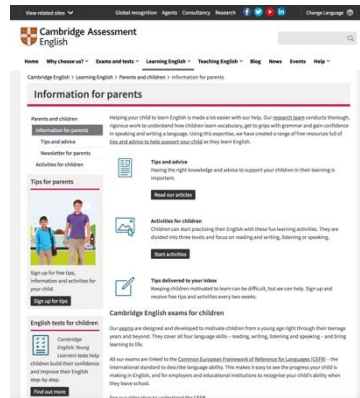 View related sites
Global recognition Agents Consultancy Research
Change Language
Cambridge Assessment
English
Home Why choose us? Exams and tests Learning English Teaching English Blog News Events Help
Cambridge English > Learning English > Parents and children > Information for parents
Information for parents
Parents and children
Information for parents
Tips and advice
Newsletter for parents
Activities for children
Tips for parents
Sign up for free tips,
information and activities for
your child.
Sign up for tips
English tests for children
Cambridge
English: Young
Learners tests help
children build their confidence
and improve their English
step-by-step.
Find out more
Helping your child to learn English is made a lot easier with our help. Our research team conducts thorough,
rigorous work to understand how children learn vocabulary, get to grips with grammar and gain confidence
in speaking and writing a language. Using this expertise, we have created a range of free resources full of
tips and advice to help support your child as they learn English.
Tips and advice
Having the right knowledge and advice to support your children in their learning is
important.
Read our articles
Activities for children
Children can start practising their English with these fun learning activities. They are
divided into three levels and focus on reading and writing, listening or speaking.
Start activities
Tips delivered to your inbox
Keeping children motivated to learn can be difficult, but we can help. Sign up and
receive free tips and activities every two weeks.
Cambridge English exams for children
Our exams are designed and developed to motivate children from a young age right through their teenage
years and beyond. They cover all four language skills – reading, writing, listening and speaking – and bring
learning to life.
All our exams are linked to the Common European Framework of Reference for Languages (CEFR) – the
international standard to describe language ability. This makes it easy to see the progress your child is
making in English, and for employers and educational institutions to recognise your child's ability when
they leave school.